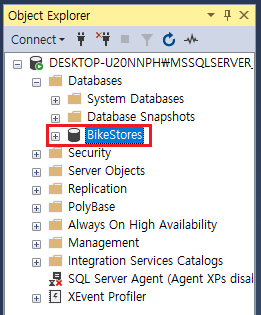 Object Explorer
Connect
DESKTOP-U20NNPH₩MSSQLSERVER_
Databases
System Databases
Database Snapshots
BikeStores
Security
Server Objects
Replication
PolyBase
Always On High Availability
Management
Integration Services Catalogs
SQL Server Agent (Agent XPs disa
XEvent Profiler